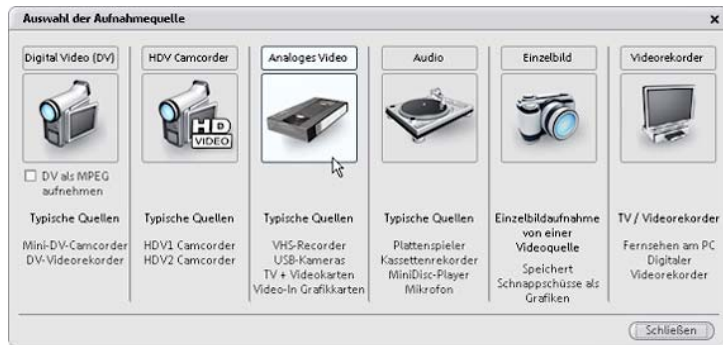 Auswahl der Aufnahmequelle
Digital Video (DV)
DV als MPEG
aufnehmen
Typische Quellen
Mini-DV-Camcorder
DV-Videorekorder
HDV Camcorder
HD
VIDEO
Typische Quellen
HDV1 Camcorder
HDV2 Camcorder
Analoges Video
Typische Quellen
VHS-Recorder
USB-Kameras
TV + Videokarten
Video-In Grafikkarten
Audio
Typische Quellen
Plattenspieler
Kassettenrekorder
MiniDisc-Player
Mikrofon
Einzelbild
Einzelbildaufnahme
von einer
Videoquelle
Speichert
Schnappschüsse als
Grafiken
Videorekorder
TV / Videorekorder
Fernsehen am PC
Digitaler
Videorekorder
Schließen